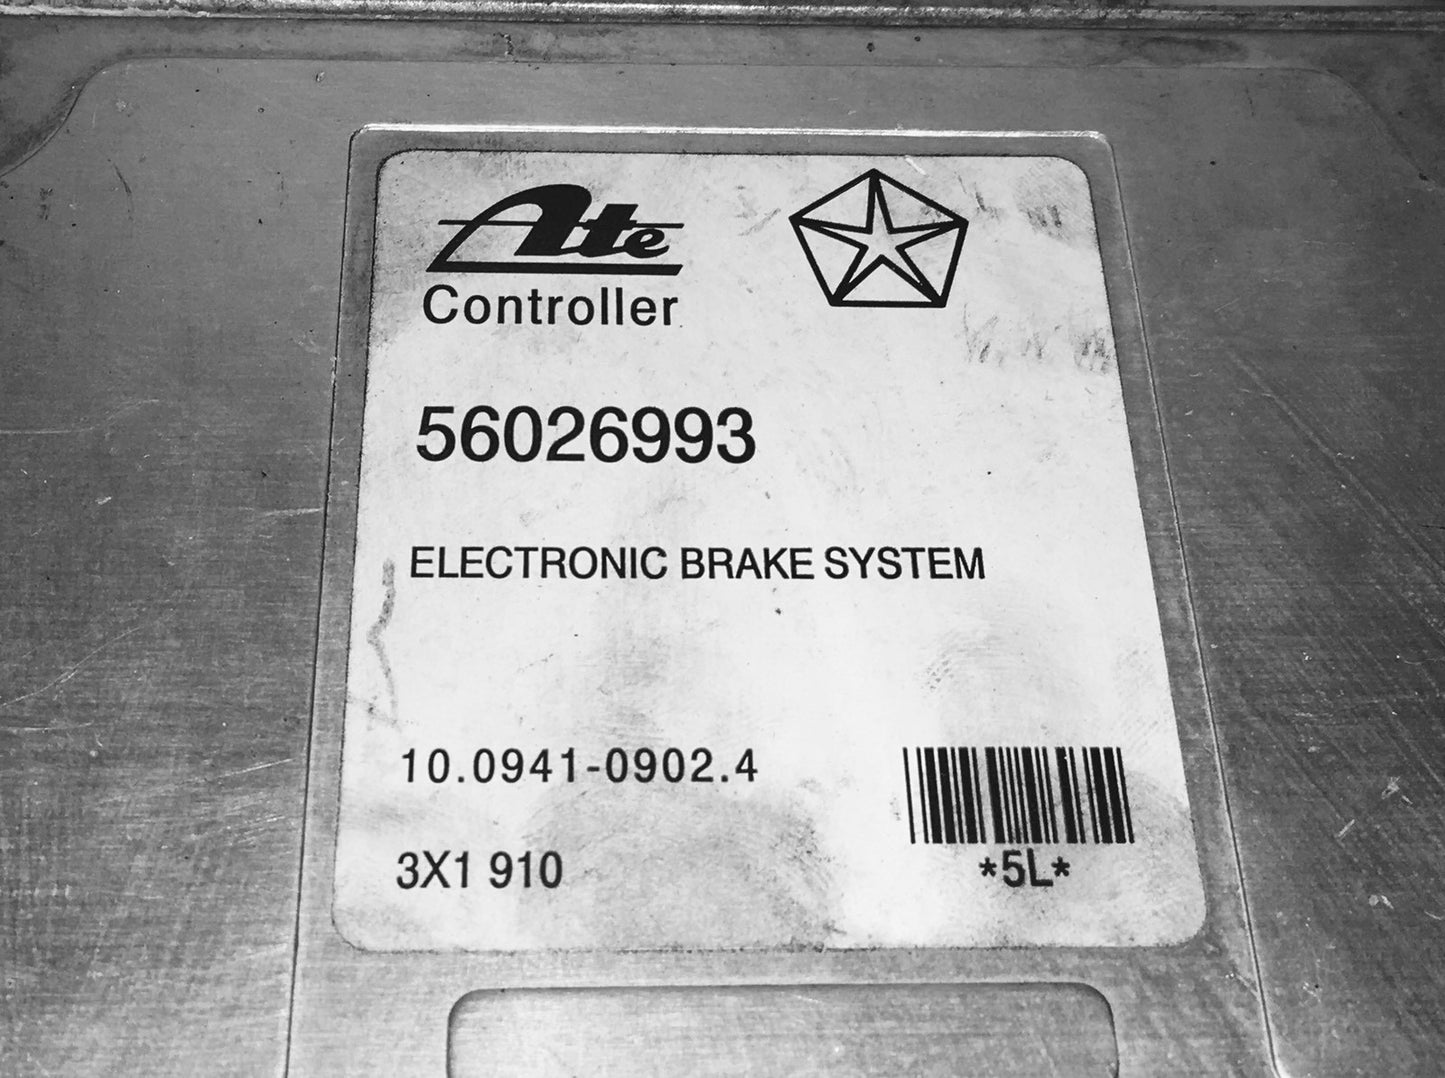 Ate
Controller
56026993
ELECTRONIC BRAKE SYSTEM
10.0941-0902.4
3X1 910
*5L*